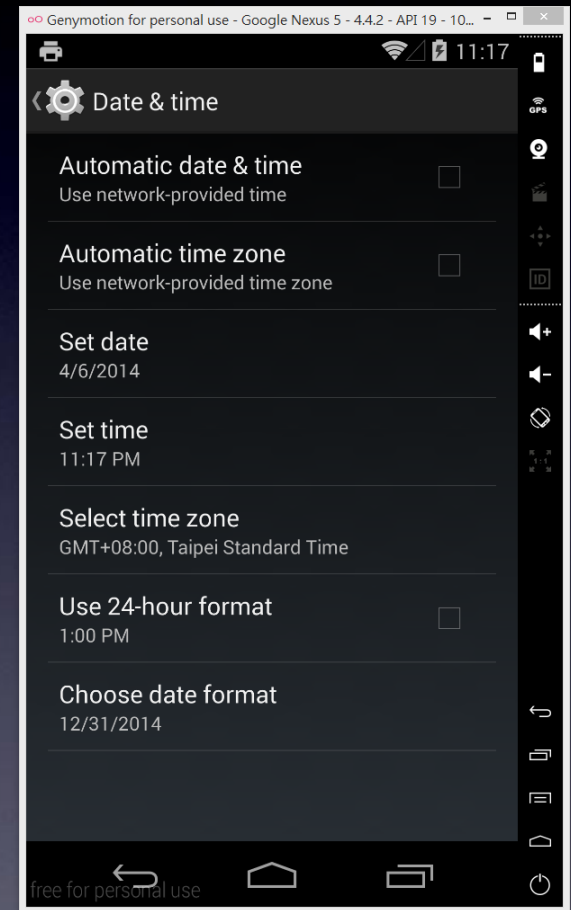 Genymotion for personal use - Google Nexus 5 - 4.4.2 - API 19 - 10...
11:17
Date & time
GPS
Automatic date & time
Use network-provided time
Automatic time zone
Use network-provided time zone
ID
Set date
4/6/2014
Set time
11:17 PM
1:1
Select time zone
GMT+08:00, Taipei Standard Time
Use 24-hour format
1:00 PM
Choose date format
12/31/2014
free for personal use